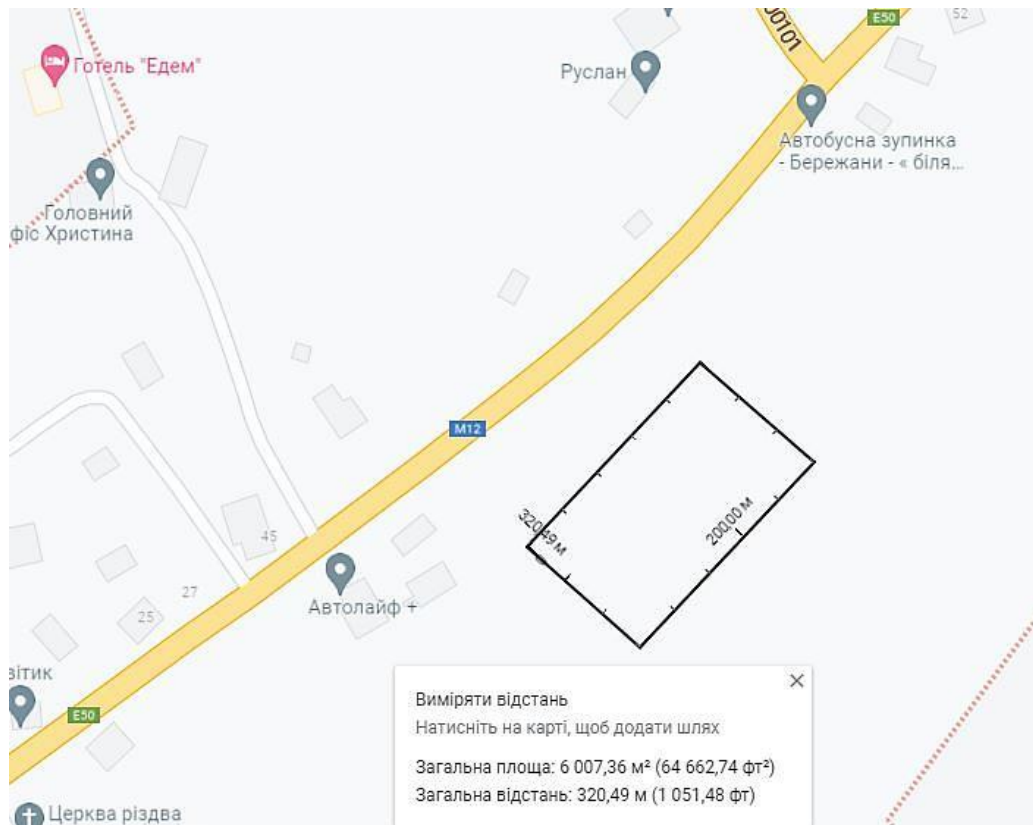 E50
52
00101
Готель "Едем"
Руслан
Автобусна зупинка
- Бережани - « біля...
Головний
фіс Христина
M12
320,49 м
200,00 м
45
27
25
Автолайф +
вітик
E50
Виміряти відстань
Натисніть на карті, щоб додати шлях
Загальна площа: 6 007,36 м² (64 662,74 фт²)
Загальна відстань: 320,49 м (1 051,48 фт)
Церква різдва